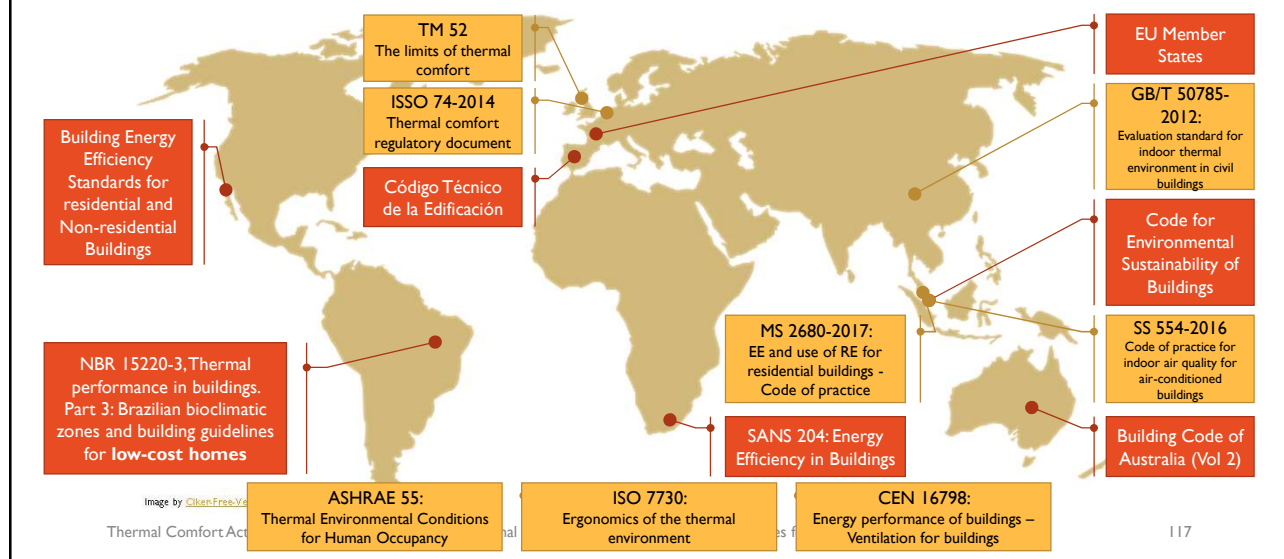 TM 52
The limits of thermal
comfort
ISSO 74-2014
Thermal comfort
regulatory document
Código Técnico
de la Edificación
Building Energy
Efficiency
Standards for
residential and
Non-residential
Buildings
EU Member
States
GB/T 50785-
2012:
Evaluation standard for
indoor thermal
environment in civil
buildings
Code for
Environmental
Sustainability of
Buildings
MS 2680-2017:
EE and use of RE for
residential buildings -
Code of practice
SS 554-2016
Code of practice for
indoor air quality for
air-conditioned
buildings
NBR 15220-3, Thermal
performance in buildings.
Part 3: Brazilian bioclimatic
zones and building guidelines
for low-cost homes
SANS 204: Energy
Efficiency in Buildings
Building Code of
Australia (Vol 2)
Image by Clker-Free-Ve
ASHRAE 55:
Thermal Environmental Conditions
for Human Occupancy
ISO 7730:
Ergonomics of the thermal
environment
CEN 16798:
Energy performance of buildings –
Ventilation for buildings
Thermal Comfort Act
117